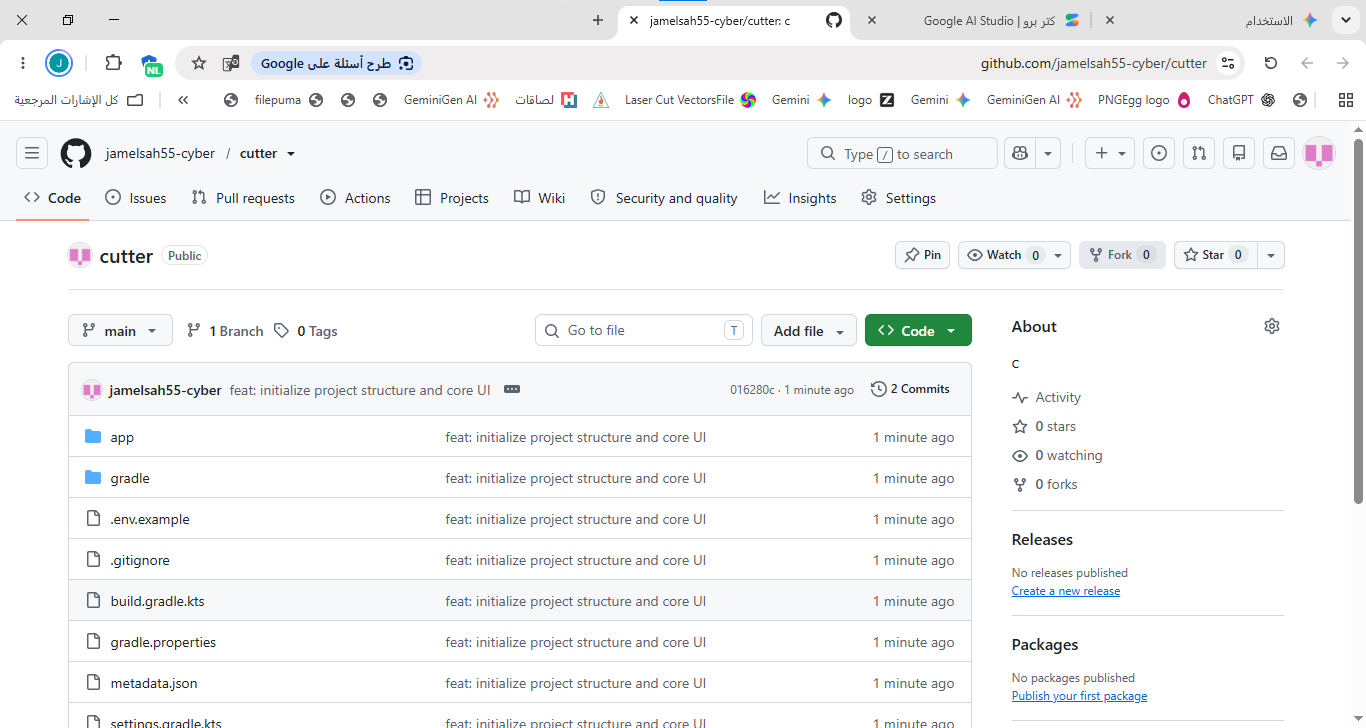 jamelsah55-cyber/cutter: c
كتر برو | Google AI Studio
الاستخدام
J
NL
طرح أسئلة على Google
github.com/jamelsah55-cyber/cutter
كل الإشارات المرجعية
filepuma
GeminiGen AI
لصاقات
Laser Cut VectorsFile
Gemini
logo
Gemini
GeminiGen AI
PNGEgg logo
ChatGPT
jamelsah55-cyber / cutter
Type / to search
Code
Issues
Pull requests
Actions
Projects
Wiki
Security and quality
Insights
Settings
cutter Public
Pin
Watch 0
Fork 0
Star 0
main
1 Branch
0 Tags
Go to file T
Add file
Code
jamelsah55-cyber feat: initialize project structure and core UI 016280c · 1 minute ago 2 Commits
app feat: initialize project structure and core UI 1 minute ago
gradle feat: initialize project structure and core UI 1 minute ago
.env.example feat: initialize project structure and core UI 1 minute ago
.gitignore feat: initialize project structure and core UI 1 minute ago
build.gradle.kts feat: initialize project structure and core UI 1 minute ago
gradle.properties feat: initialize project structure and core UI 1 minute ago
metadata.json feat: initialize project structure and core UI 1 minute ago
settings.gradle.kts feat: initialize project structure and core UI 1 minute ago
About
c
Activity
0 stars
0 watching
0 forks
Releases
No releases published
Create a new release
Packages
No packages published
Publish your first package